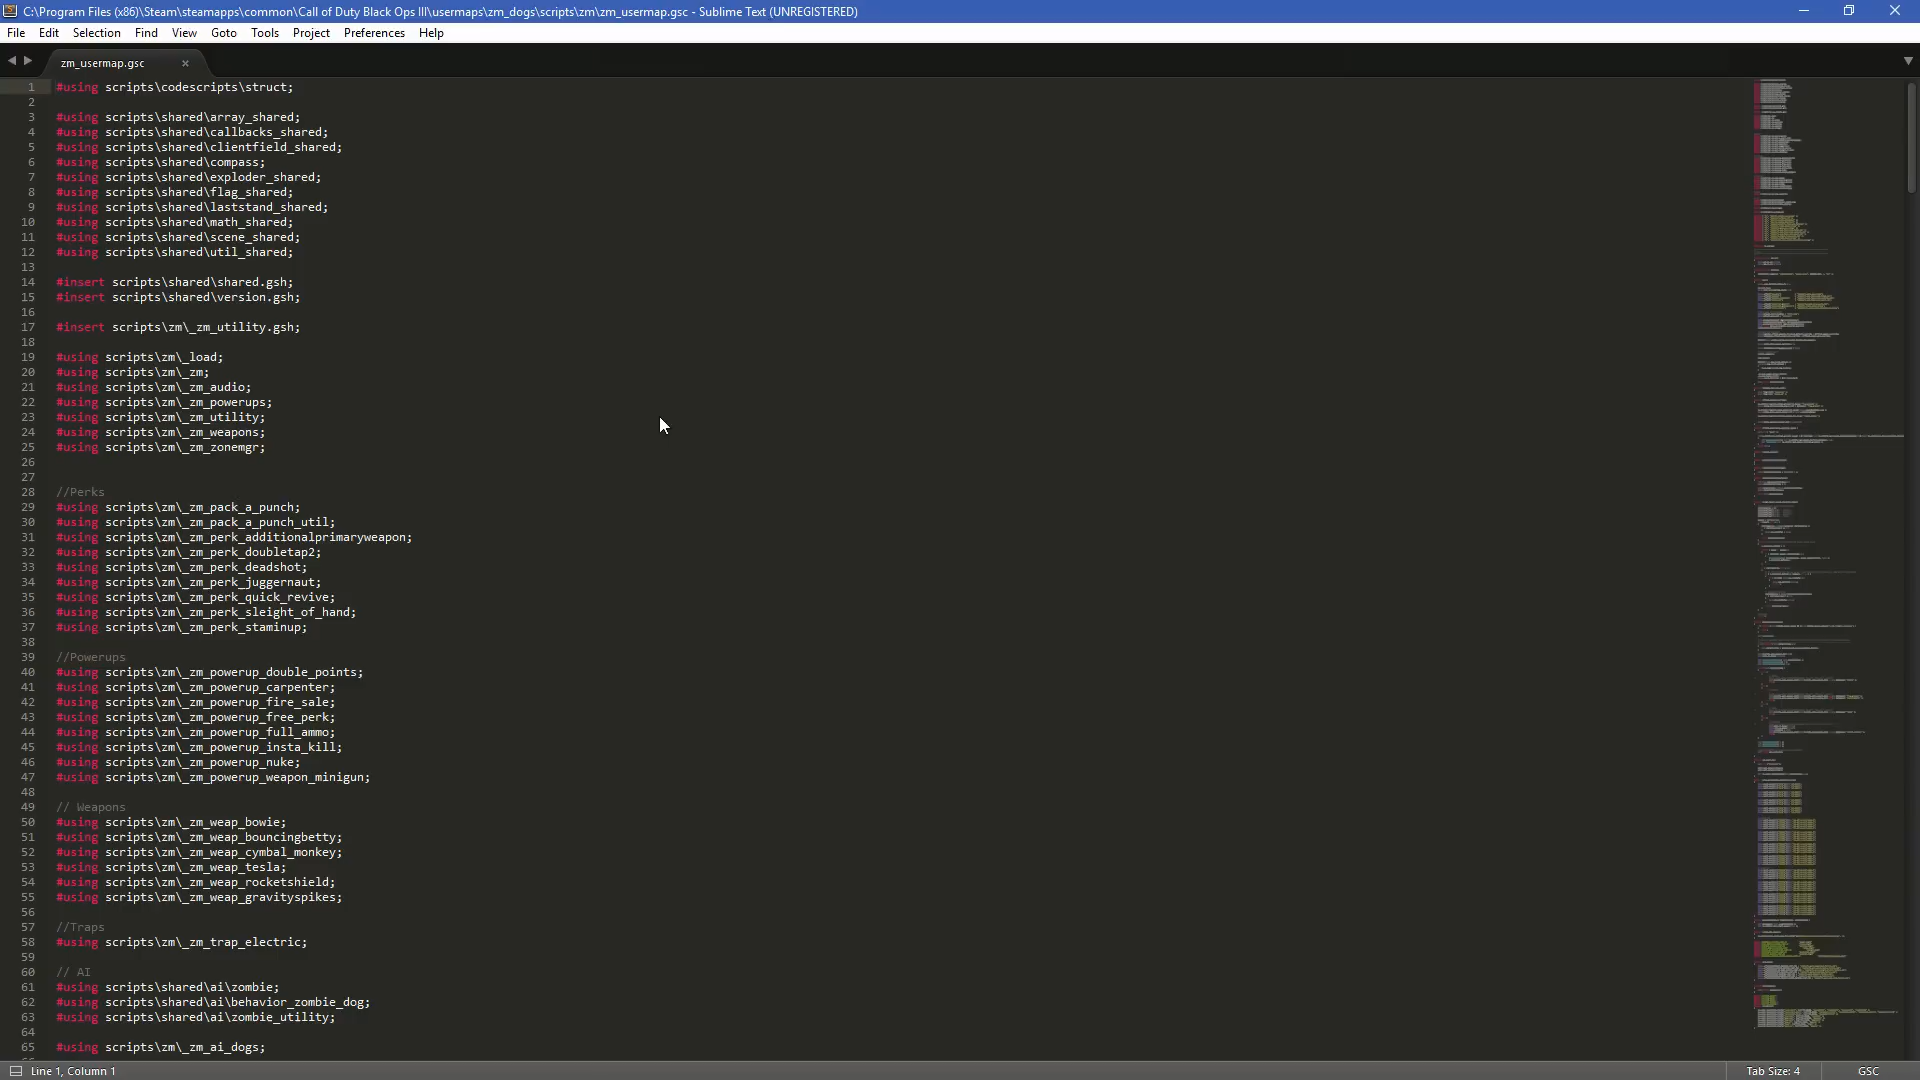 C:\Program Files (x86)\Steam\steamapps\common\Call of Duty Black Ops III\usermaps\zm_dogs\scripts\zm\zm_usermap.gsc - Sublime Text (UNREGISTERED)
File Edit Selection Find View Goto Tools Project Preferences Help
zm_usermap.gsc
1 #using scripts\codescripts\struct;
2
3 #using scripts\shared\array_shared;
4 #using scripts\shared\callbacks_shared;
5 #using scripts\shared\clientfield_shared;
6 #using scripts\shared\compass;
7 #using scripts\shared\exploder_shared;
8 #using scripts\shared\flag_shared;
9 #using scripts\shared\laststand_shared;
10 #using scripts\shared\math_shared;
11 #using scripts\shared\scene_shared;
12 #using scripts\shared\util_shared;
13
14 #insert scripts\shared\shared.gsh;
15 #insert scripts\shared\version.gsh;
16
17 #insert scripts\zm\_zm_utility.gsh;
18
19 #using scripts\zm\_load;
20 #using scripts\zm\_zm;
21 #using scripts\zm\_zm_audio;
22 #using scripts\zm\_zm_powerups;
23 #using scripts\zm\_zm_utility;
24 #using scripts\zm\_zm_weapons;
25 #using scripts\zm\_zm_zonemgr;
26
27
28 //Perks
29 #using scripts\zm\_zm_pack_a_punch;
30 #using scripts\zm\_zm_pack_a_punch_util;
31 #using scripts\zm\_zm_perk_additionalprimaryweapon;
32 #using scripts\zm\_zm_perk_doubletap2;
33 #using scripts\zm\_zm_perk_deadshot;
34 #using scripts\zm\_zm_perk_juggernaut;
35 #using scripts\zm\_zm_perk_quick_revive;
36 #using scripts\zm\_zm_perk_sleight_of_hand;
37 #using scripts\zm\_zm_perk_staminup;
38
39 //Powerups
40 #using scripts\zm\_zm_powerup_double_points;
41 #using scripts\zm\_zm_powerup_carpenter;
42 #using scripts\zm\_zm_powerup_fire_sale;
43 #using scripts\zm\_zm_powerup_free_perk;
44 #using scripts\zm\_zm_powerup_full_ammo;
45 #using scripts\zm\_zm_powerup_insta_kill;
46 #using scripts\zm\_zm_powerup_nuke;
47 #using scripts\zm\_zm_powerup_weapon_minigun;
48
49 // Weapons
50 #using scripts\zm\_zm_weap_bowie;
51 #using scripts\zm\_zm_weap_bouncingbetty;
52 #using scripts\zm\_zm_weap_cymbal_monkey;
53 #using scripts\zm\_zm_weap_tesla;
54 #using scripts\zm\_zm_weap_rocketshield;
55 #using scripts\zm\_zm_weap_gravityspikes;
56
57 //Traps
58 #using scripts\zm\_zm_trap_electric;
59
60 // AI
61 #using scripts\shared\ai\zombie;
62 #using scripts\shared\ai\behavior_zombie_dog;
63 #using scripts\shared\ai\zombie_utility;
64
65 #using scripts\zm\_zm_ai_dogs;
Line 1, Column 1 Tab Size: 4 GSC